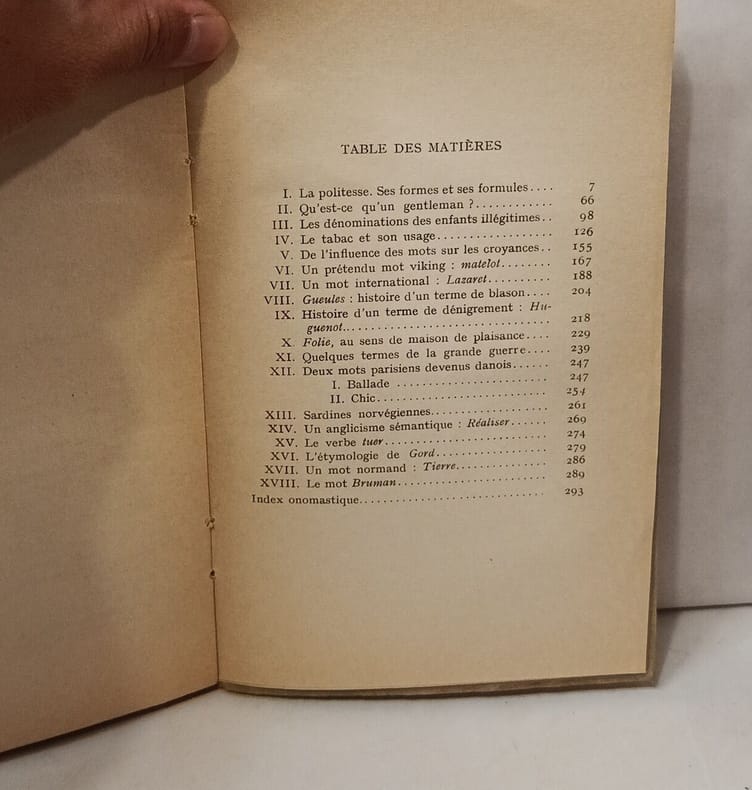 TABLE DES MATIÈRES
I. La politesse. Ses formes et ses formules.... 7
II. Qu'est-ce qu'un gentleman ?............ 66
III. Les dénominations des enfants illégitimes.. 98
IV. Le tabac et son usage.................. 126
V. De l'influence des mots sur les croyances.. 155
VI. Un prétendu mot viking : matelot........ 167
VII. Un mot international : Lazaret.......... 188
VIII. Gueules : histoire d'un terme de blason.... 204
IX. Histoire d'un terme de dénigrement : Hu-
guenot................................ 218
X. Folie, au sens de maison de plaisance.... 229
XI. Quelques termes de la grande guerre.... 239
XII. Deux mots parisiens devenus danois...... 247
I. Ballade ........................ 247
II. Chic........................... 254
XIII. Sardines norvégiennes................... 261
XIV. Un anglicisme sémantique : Réaliser...... 269
XV. Le verbe tuer.......................... 274
XVI. L'étymologie de Gord................... 279
XVII. Un mot normand : Tierre............... 286
XVIII. Le mot Bruman........................ 289
Index onomastique............................. 293